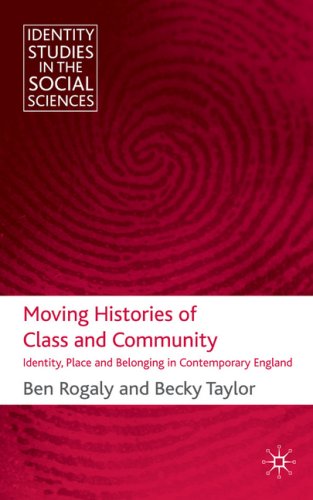 IDENTITY
STUDIES IN THE
SOCIAL
SCIENCES
Moving Histories of
Class and Community
Identity, Place and Belonging in Contemporary England
Ben Rogaly and Becky Taylor